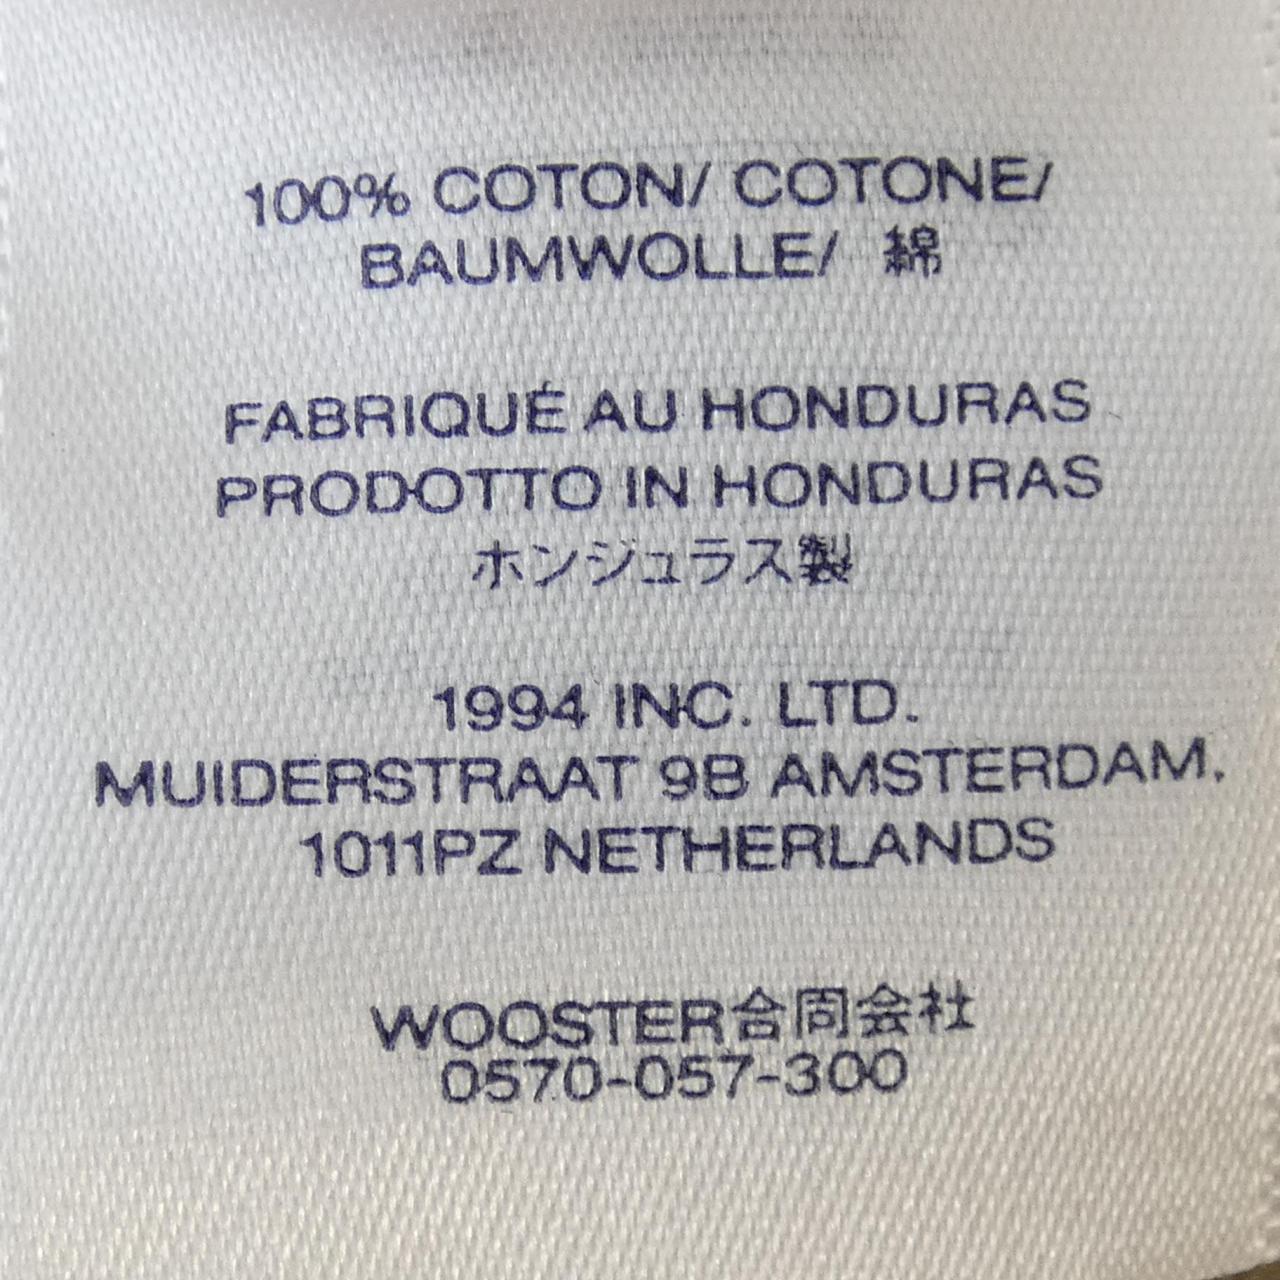 100% COTON/ COTONE/
BAUMWOLLE/ 綿
FABRIQUÉ AU HONDURAS
PRODOTTO IN HONDURAS
ホンジュラス製
1994 INC. LTD.
MUIDERSTRAAT 9B AMSTERDAM,
1011PZ NETHERLANDS
WOOSTER合同会社
0570-057-300